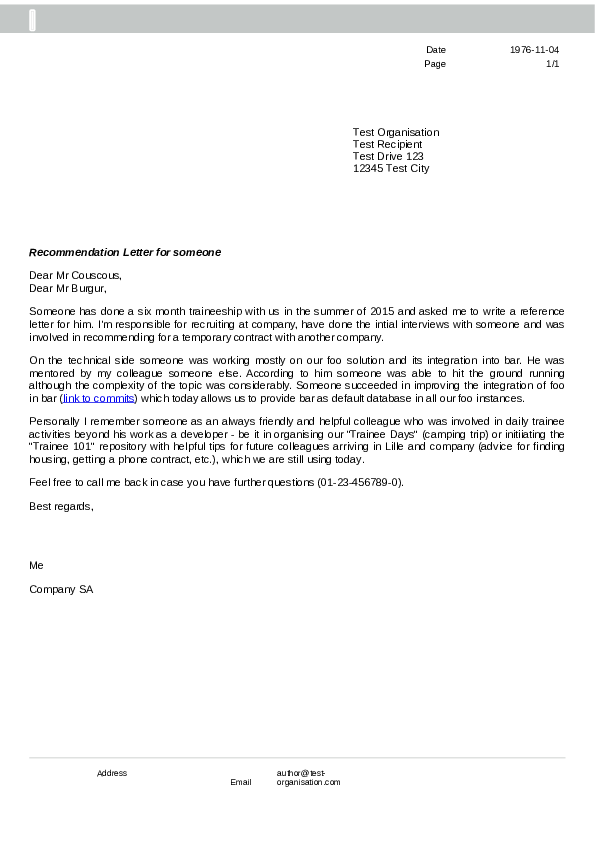 Date 1976-11-04
Page 1/1
Test Organisation
Test Recipient
Test Drive 123
12345 Test City
Recommendation Letter for someone
Dear Mr Couscous,
Dear Mr Burgur,
Someone has done a six month traineeship with us in the summer of 2015 and asked me to write a reference
letter for him. I'm responsible for recruiting at company, have done the intial interviews with someone and was
involved in recommending for a temporary contract with another company.
On the technical side someone was working mostly on our foo solution and its integration into bar. He was
mentored by my colleague someone else. According to him someone was able to hit the ground running
although the complexity of the topic was considerably. Someone succeeded in improving the integration of foo
in bar (link to commits) which today allows us to provide bar as default database in all our foo instances.
Personally I remember someone as an always friendly and helpful colleague who was involved in daily trainee
activities beyond his work as a developer - be it in organising our "Trainee Days" (camping trip) or initiating the
"Trainee 101" repository with helpful tips for future colleagues arriving in Lille and company (advice for finding
housing, getting a phone contract, etc.), which we are still using today.
Feel free to call me back in case you have further questions (01-23-456789-0).
Best regards,
Me
Company SA
Address
Email author@test-
organisation.com